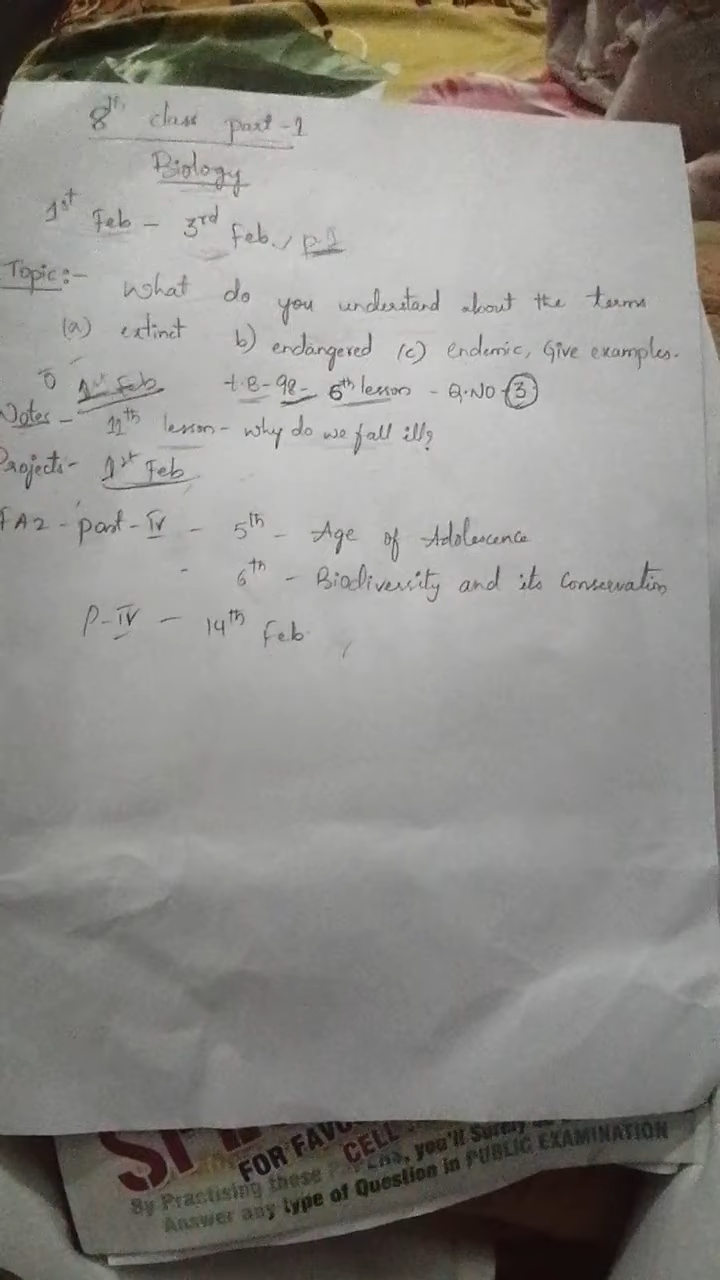 8th class part-1
Biology
1st Feb - 3rd Feb, P-1
Topic:- What do you understand about the terms
(a) extinct b) endangered (c) endemic, Give examples.
1st Feb t.B-98- 6th lesson - Q.NO-3
Notes - 11th lesson - why do we fall ill?
Projects- 1st Feb
FA2 - part-IV - 5th - Age of Adolescence
- 6th - Biodiversity and its Conservation
P-IV - 14th Feb
FOR FAV
CELL
By Practising these you'll Surely
Answer any type of Question in PUBLIC EXAMINATION